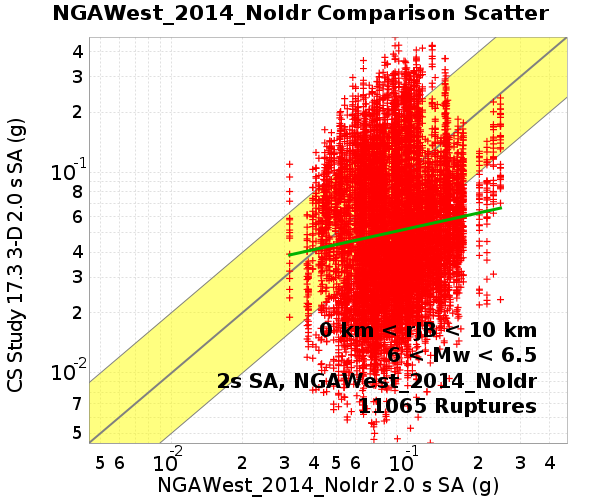 NGAWest_2014_NoIdr Comparison Scatter
CS Study 17.3 3-D 2.0 s SA (g)
4
3
2
10⁻¹
8
6
4
3
2
10⁻²
7
5
0 km < rJB < 10 km
6 < Mw < 6.5
2s SA, NGAWest_2014_NoIdr
11065 Ruptures
5 6 10⁻² 2 3 4 5 6 10⁻¹ 2 3 4
NGAWest_2014_NoIdr 2.0 s SA (g)